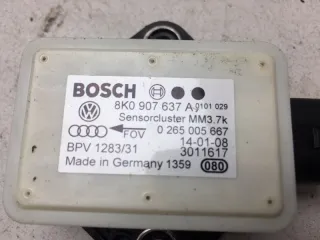 BOSCH
8K0 907 637 A 0101 029
Sensorcluster MM3.7k
FOV 0 265 005 667
14-01-08
BPV 1283/31 3011617
Made in Germany 1359 080